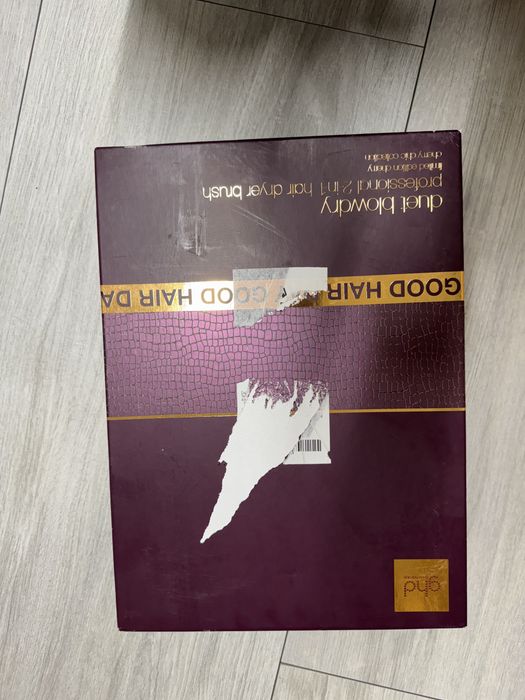 duet blowdry
professional 2 in 1 hair dryer brush
limited edition cherry
cherry chic collection
GOOD HAIR DAY GOOD HAIR DA
ghd